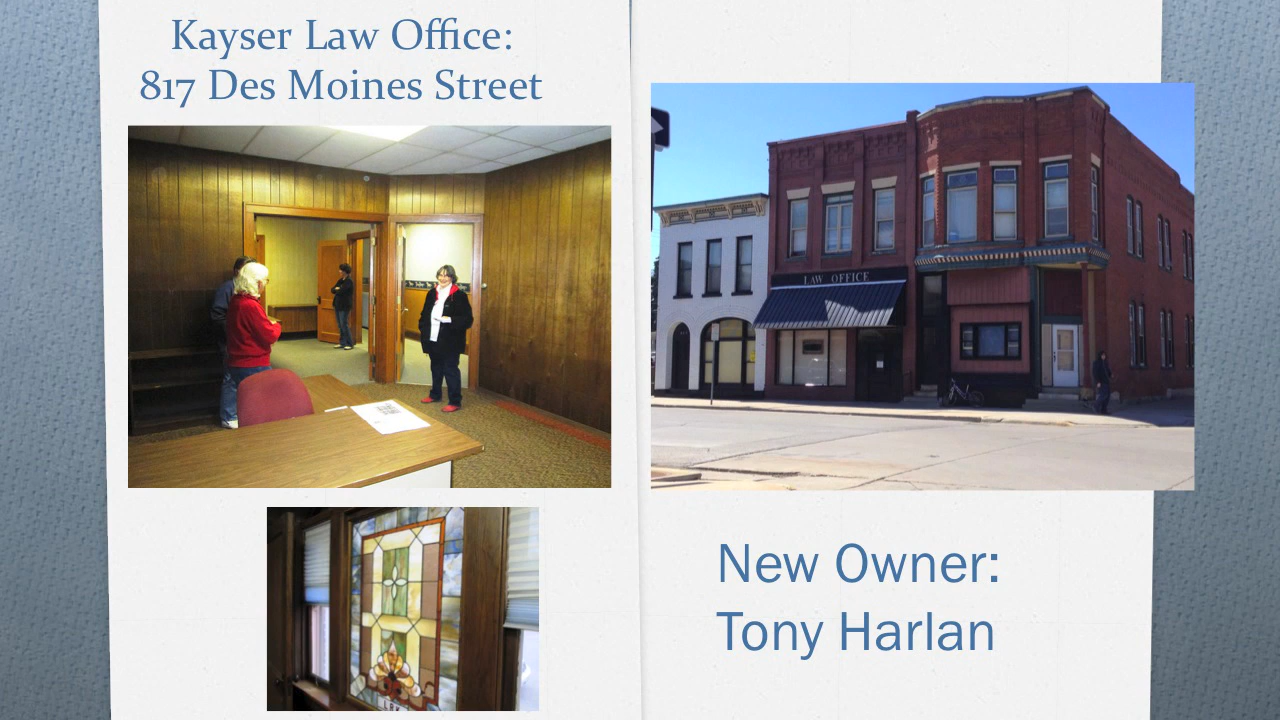 Kayser Law Office:
817 Des Moines Street
LAW OFFICE
New Owner:
Tony Harlan